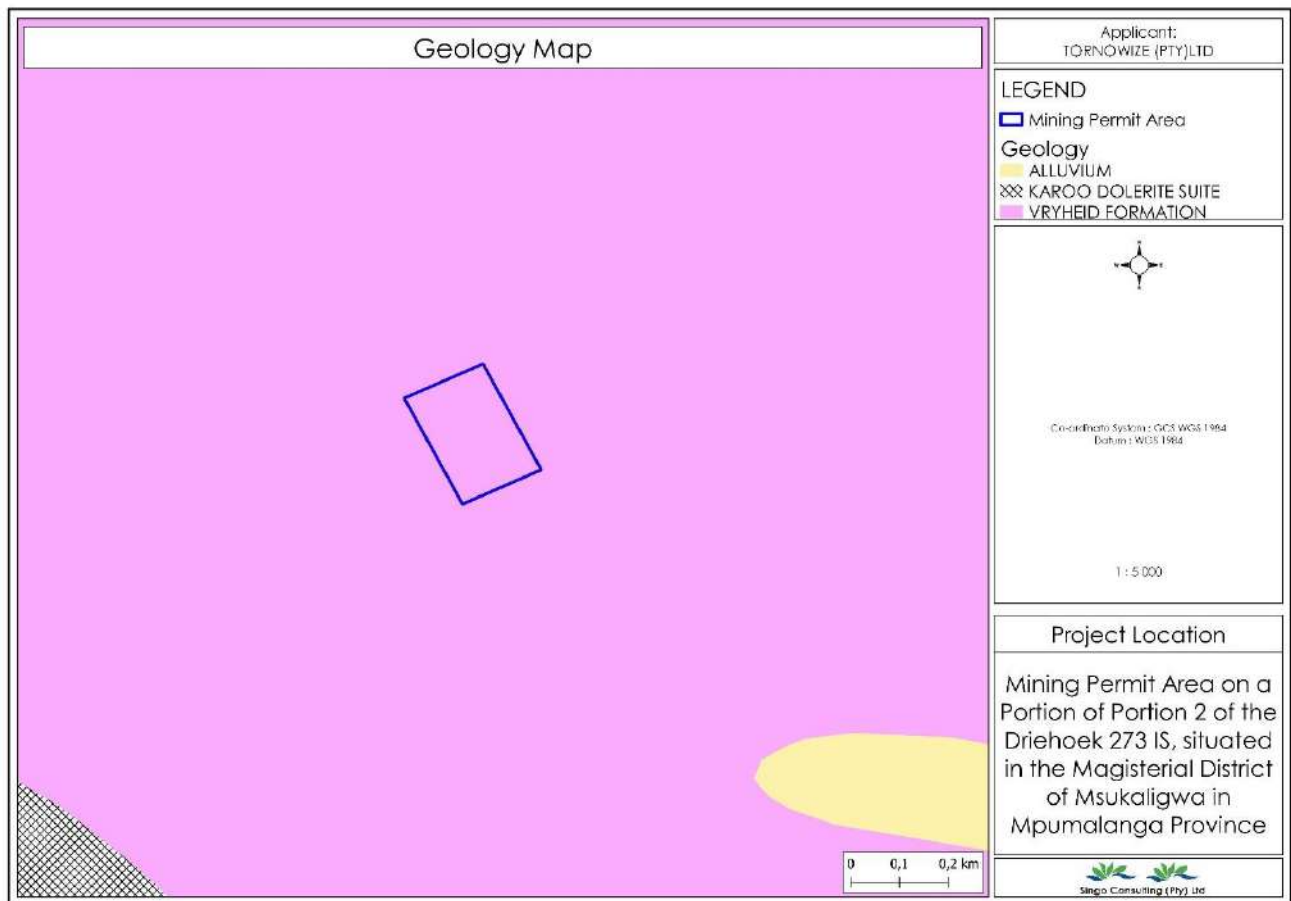 Geology Map
Applicant:
TORNOWIZE (PTY)LTD
LEGEND
Mining Permit Area
Geology
ALLUVIUM
KAROO DOLERITE SUITE
VRYHEID FORMATION
N
W E
S
Co-ordinate System : GCS WGS 1984
Datum : WGS 1984
1 : 5 000
Project Location
Mining Permit Area on a
Portion of Portion 2 of the
Driehoek 273 IS, situated
in the Magisterial District
of Msukaligwa in
Mpumalanga Province
0 0,1 0,2 km
Singo Consulting (Pty) Ltd